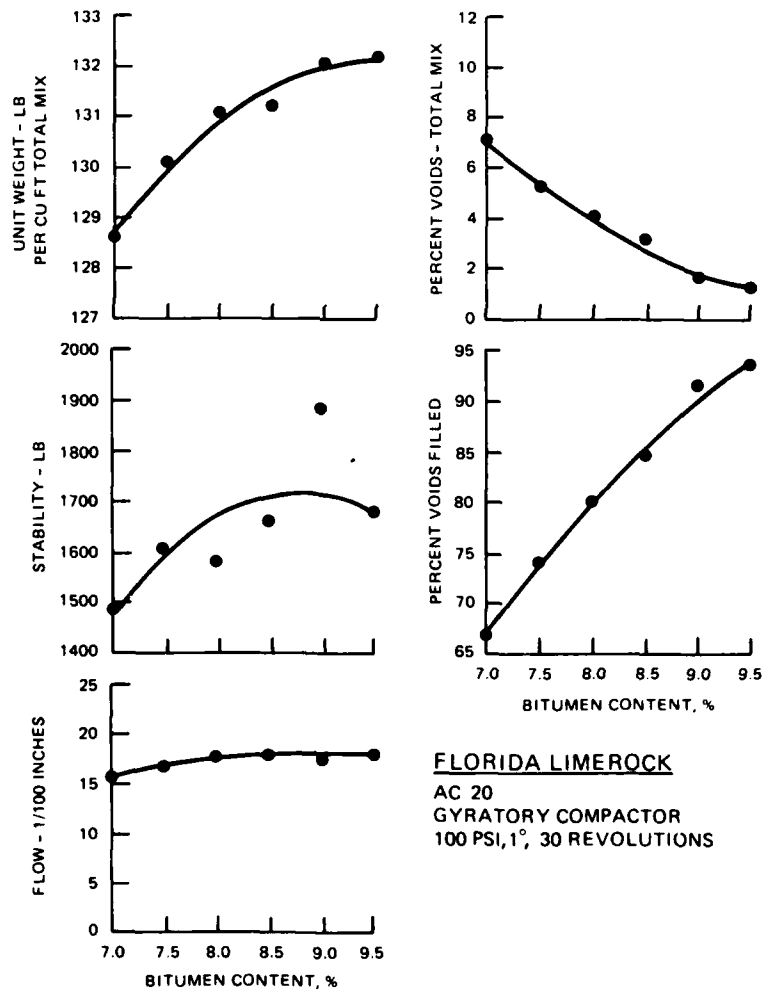 UNIT WEIGHT - LB
PER CU FT TOTAL MIX
133
132
131
130
129
128
127
PERCENT VOIDS - TOTAL MIX
12
10
8
6
4
2
0
STABILITY - LB
2000
1900
1800
1700
1600
1500
1400
PERCENT VOIDS FILLED
95
90
85
80
75
70
65
7.0 7.5 8.0 8.5 9.0 9.5
BITUMEN CONTENT, %
FLOW - 1/100 INCHES
25
20
15
10
5
0
7.0 7.5 8.0 8.5 9.0 9.5
BITUMEN CONTENT, %
FLORIDA LIMEROCK
AC 20
GYRATORY COMPACTOR
100 PSI, 1°, 30 REVOLUTIONS